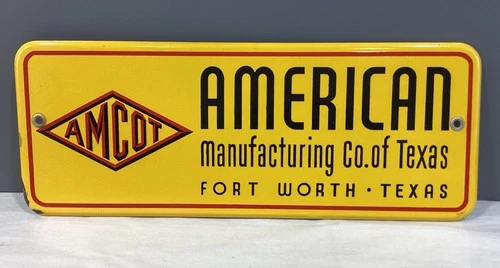 AMCOT
AMERICAN
Manufacturing Co. of Texas
FORT WORTH · TEXAS